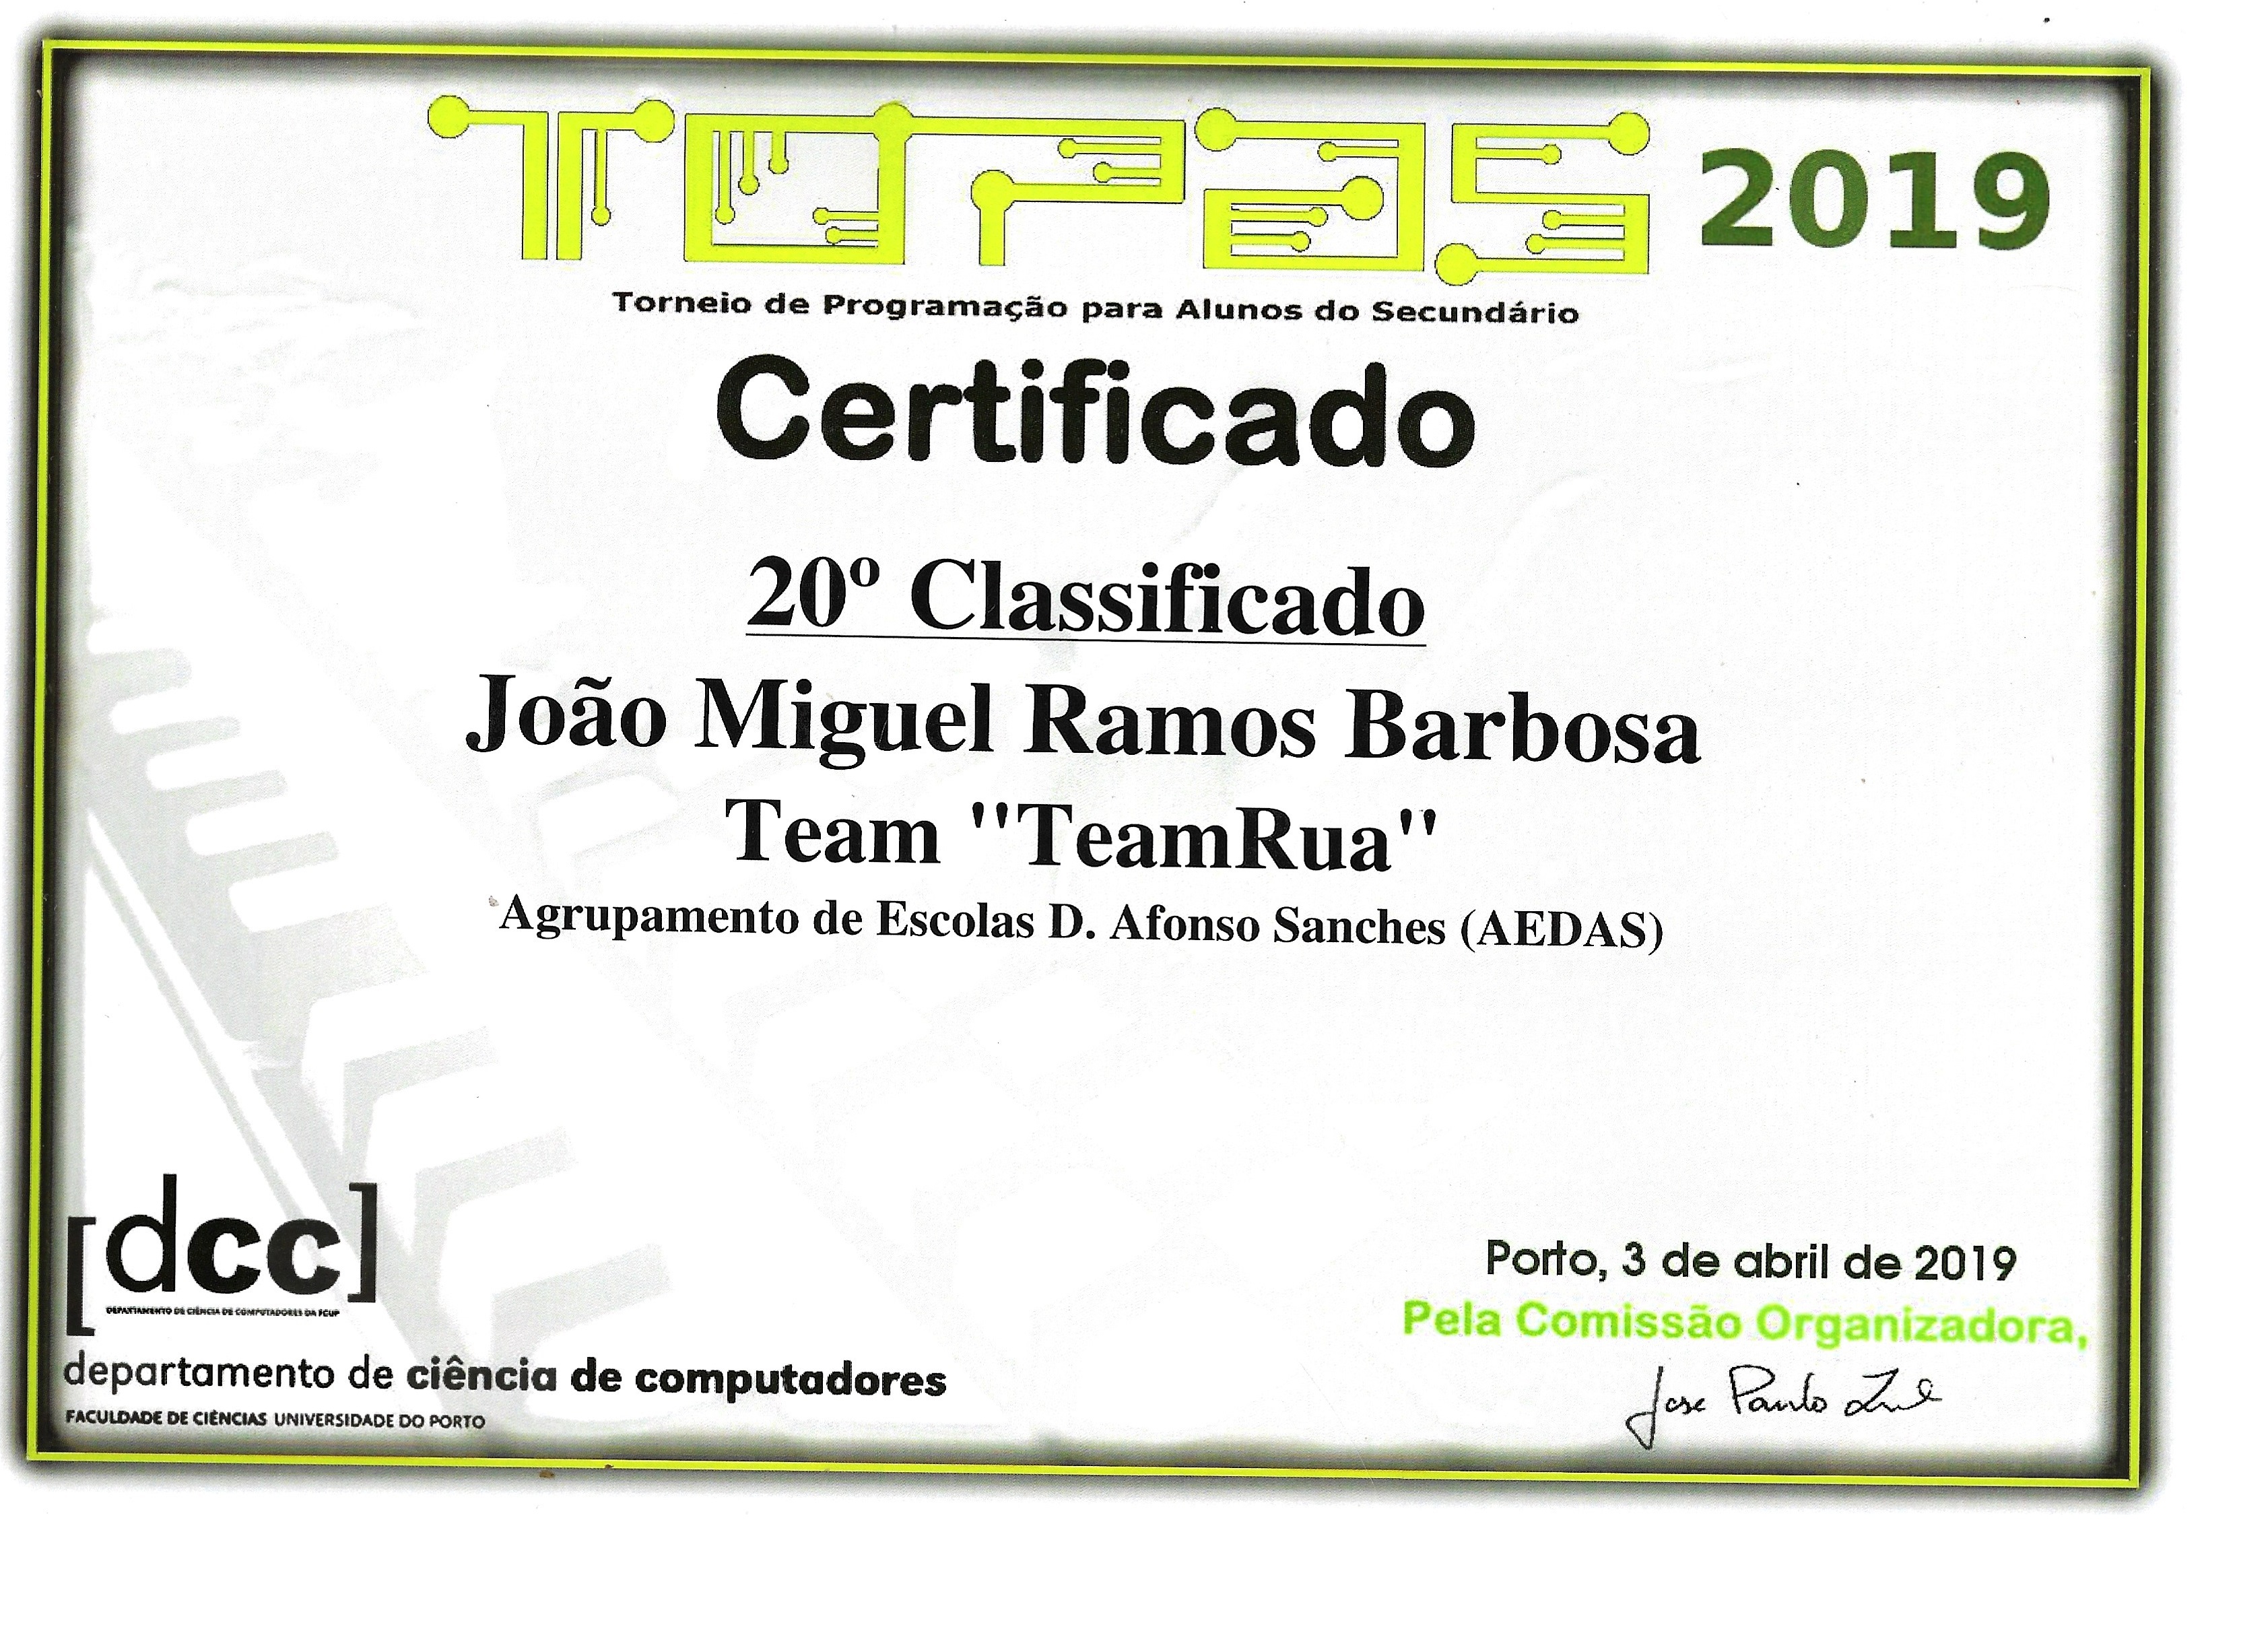 TOPAS 2019
Torneio de Programação para Alunos do Secundário
Certificado
20º Classificado
João Miguel Ramos Barbosa
Team "TeamRua"
Agrupamento de Escolas D. Afonso Sanches (AEDAS)
[dcc]
DEPARTAMENTO DE CIÊNCIA DE COMPUTADORES DA FCUP
departamento de ciência de computadores
FACULDADE DE CIÊNCIAS UNIVERSIDADE DO PORTO
Porto, 3 de abril de 2019
Pela Comissão Organizadora,
Jose Paulo